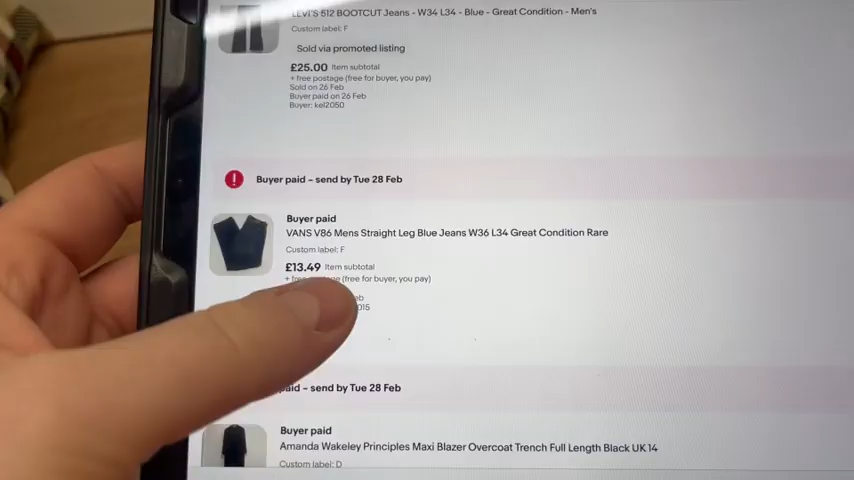 LEVI'S 512 BOOTCUT Jeans - W34 L34 - Blue - Great Condition - Men's
Custom label: F
Sold via promoted listing
£25.00 Item subtotal
+ free postage (free for buyer, you pay)
Sold on 26 Feb
Buyer paid on 26 Feb
Buyer: kel2050
Buyer paid – send by Tue 28 Feb
Buyer paid
VANS V86 Mens Straight Leg Blue Jeans W36 L34 Great Condition Rare
Custom label: F
£13.49 Item subtotal
(free for buyer, you pay)
015
– send by Tue 28 Feb
Buyer paid
Amanda Wakeley Principles Maxi Blazer Overcoat Trench Full Length Black UK 14
Custom label: D